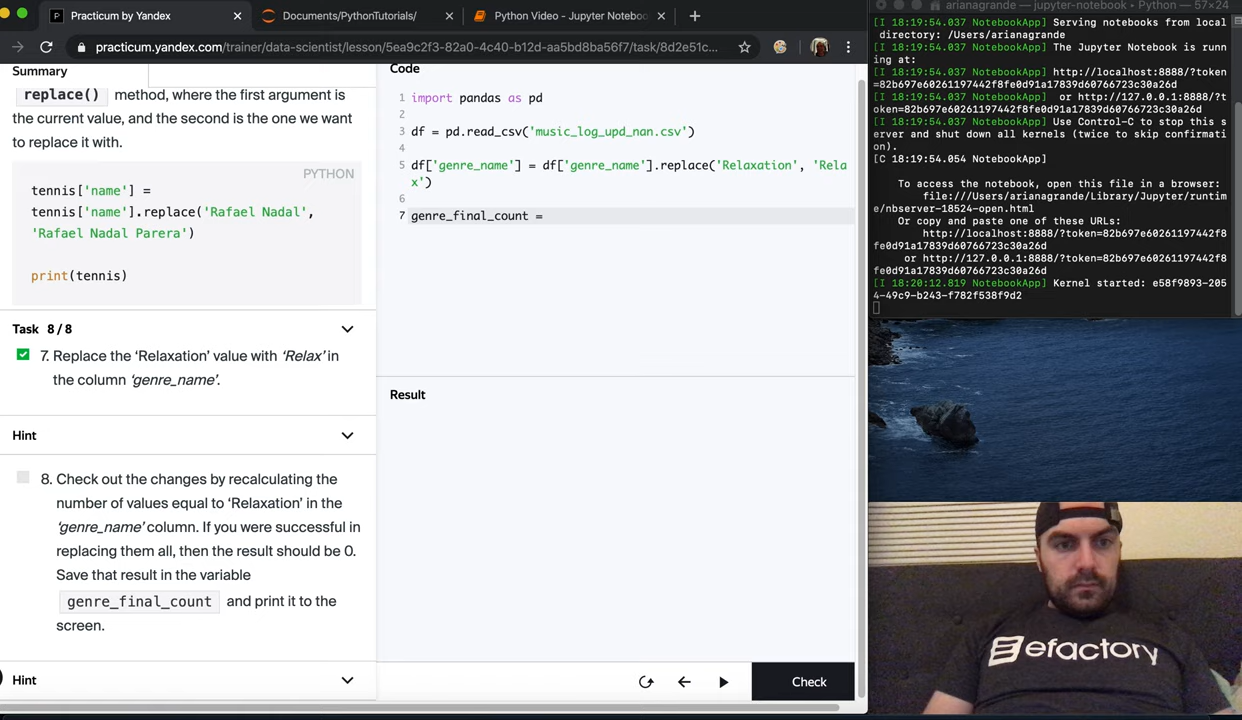 Practicum by Yandex
Documents/PythonTutorials/
Python Video - Jupyter Noteboo
practicum.yandex.com/trainer/data-scientist/lesson/5ea9c2f3-82a0-4c40-b12d-aa5bd8ba56f7/task/8d2e51c...
Summary
replace() method, where the first argument is
the current value, and the second is the one we want
to replace it with.
PYTHON
tennis['name'] =
tennis['name'].replace('Rafael Nadal',
'Rafael Nadal Parera')
print(tennis)
Task 8 / 8
7. Replace the 'Relaxation' value with 'Relax' in
the column 'genre_name'.
Hint
8. Check out the changes by recalculating the
number of values equal to 'Relaxation' in the
'genre_name' column. If you were successful in
replacing them all, then the result should be 0.
Save that result in the variable
genre_final_count and print it to the
screen.
Hint
Code
1 import pandas as pd
2
3 df = pd.read_csv('music_log_upd_nan.csv')
4
5 df['genre_name'] = df['genre_name'].replace('Relaxation', 'Rela
x')
6
7 genre_final_count =
Result
Check
arianagrande — jupyter-notebook • Python — 57×24
[I 18:19:54.037 NotebookApp] Serving notebooks from local
directory: /Users/arianagrande
[I 18:19:54.037 NotebookApp] The Jupyter Notebook is runn
ing at:
[I 18:19:54.037 NotebookApp] http://localhost:8888/?token
=82b697e60261197442f8fe0d91a17839d60766723c30a26d
[I 18:19:54.037 NotebookApp]  or http://127.0.0.1:8888/?t
oken=82b697e60261197442f8fe0d91a17839d60766723c30a26d
[I 18:19:54.037 NotebookApp] Use Control-C to stop this s
erver and shut down all kernels (twice to skip confirmati
on).
[C 18:19:54.054 NotebookApp]
To access the notebook, open this file in a browser:
file:///Users/arianagrande/Library/Jupyter/runtim
e/nbserver-18524-open.html
Or copy and paste one of these URLs:
http://localhost:8888/?token=82b697e60261197442f8
fe0d91a17839d60766723c30a26d
or http://127.0.0.1:8888/?token=82b697e60261197442f8
fe0d91a17839d60766723c30a26d
[I 18:20:12.819 NotebookApp] Kernel started: e58f9893-205
4-49c9-b243-f782f538f9d2
efactory